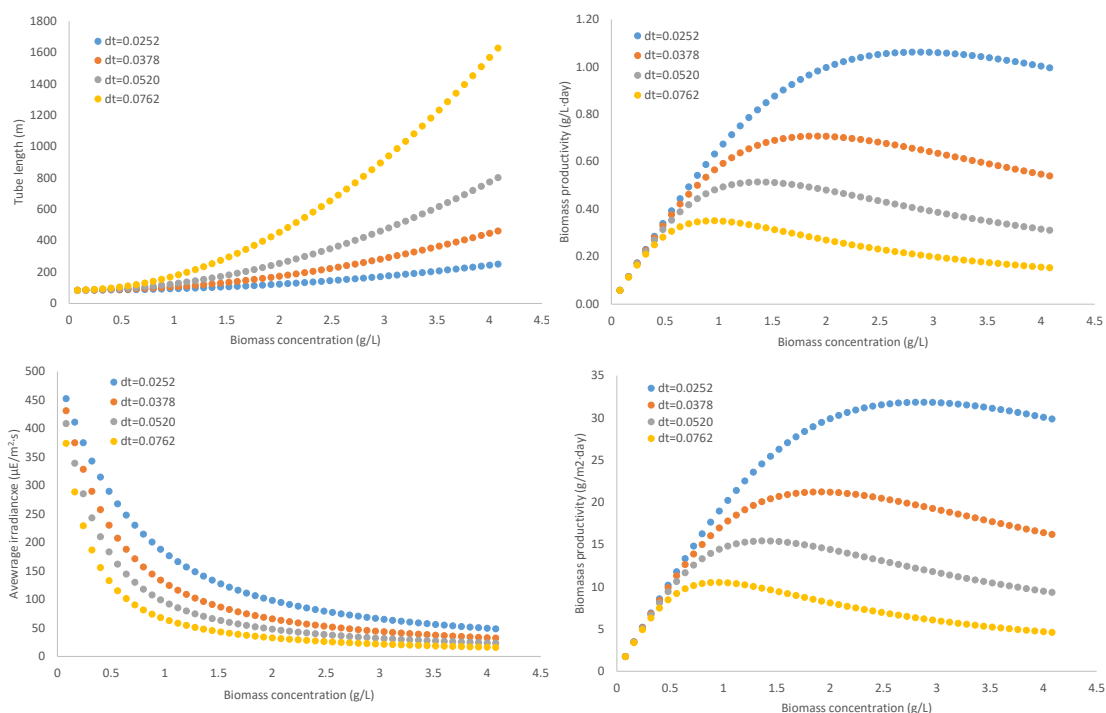 1800
1600
1400
1200
1000
800
600
400
200
0
Tube length (m)
dt=0.0252
dt=0.0378
dt=0.0520
dt=0.0762
0 0.5 1 1.5 2 2.5 3 3.5 4 4.5
Biomass concentration (g/L)
1.20
1.00
0.80
0.60
0.40
0.20
0.00
Biomass productivity (g/L·day)
dt=0.0252
dt=0.0378
dt=0.0520
dt=0.0762
0 0.5 1 1.5 2 2.5 3 3.5 4 4.5
Biomass concentration (g/L)
500
450
400
350
300
250
200
150
100
50
0
Avewrage irradiancxe (µE/m²·s)
dt=0.0252
dt=0.0378
dt=0.0520
dt=0.0762
0 0.5 1 1.5 2 2.5 3 3.5 4 4.5
Biomass concentration (g/L)
35
30
25
20
15
10
5
0
Biomasas productivity (g/m2·day)
dt=0.0252
dt=0.0378
dt=0.0520
dt=0.0762
0 0.5 1 1.5 2 2.5 3 3.5 4 4.5
Biomass concentration (g/L)